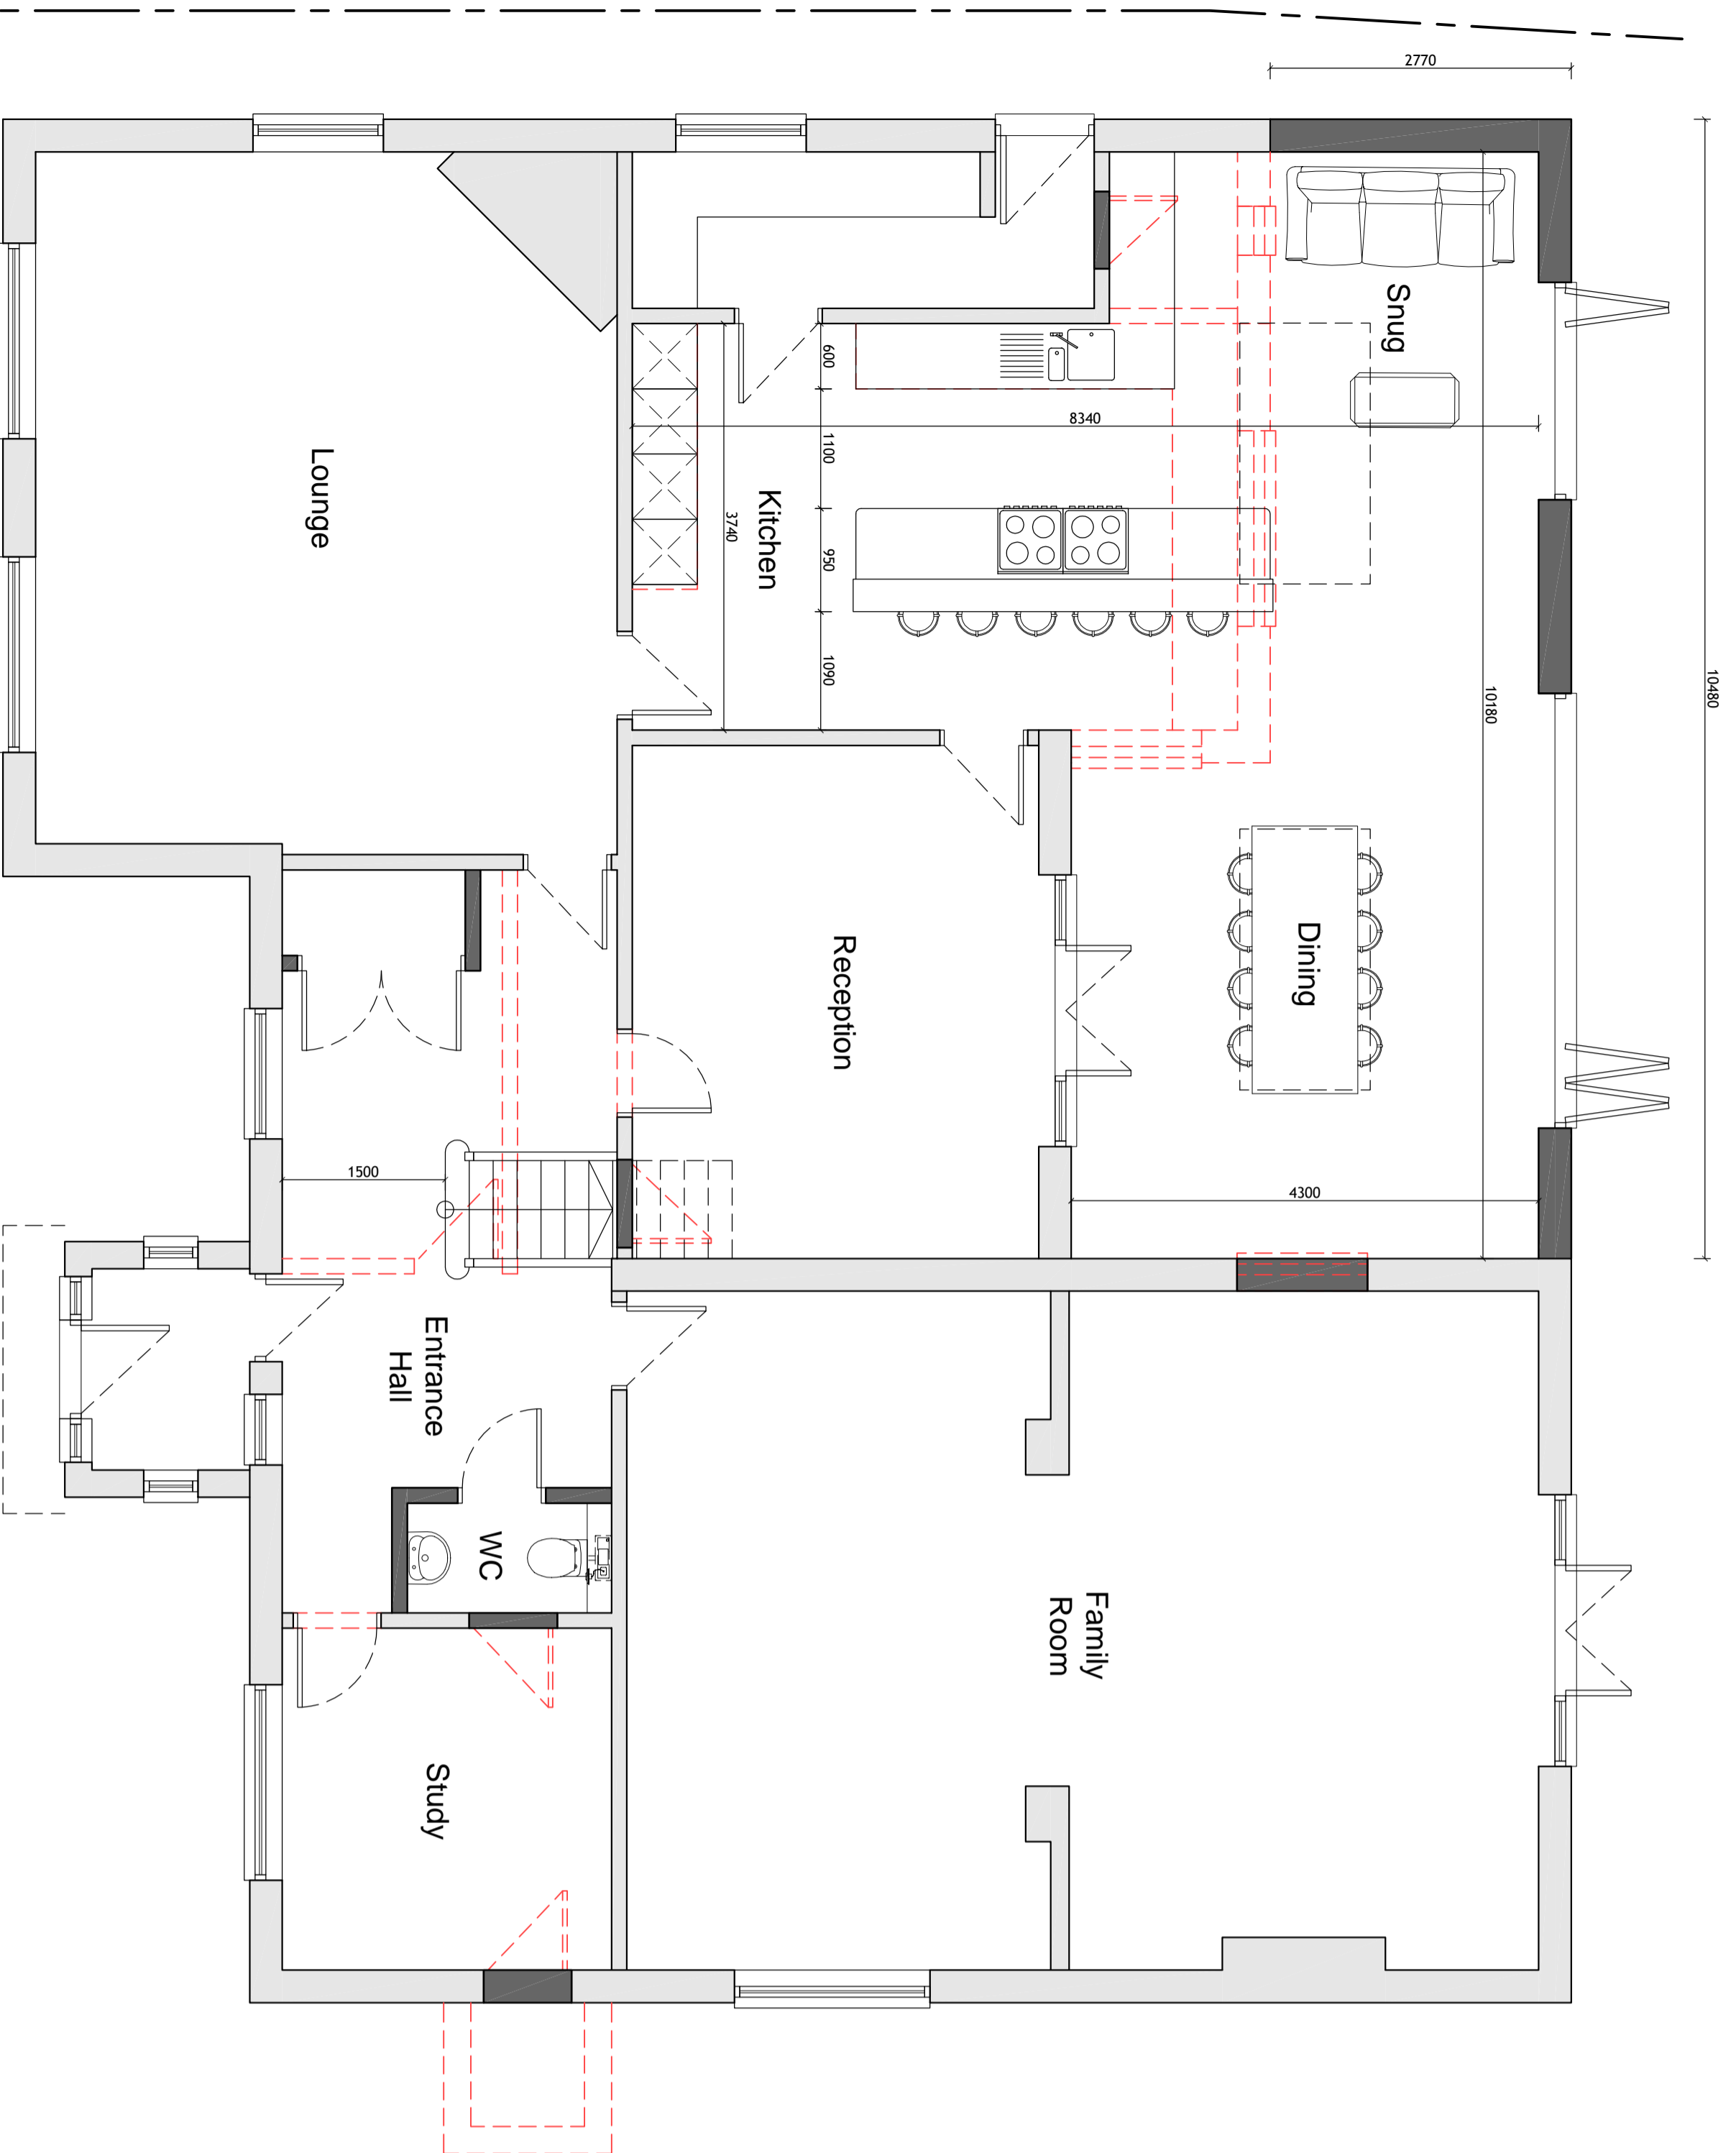 2770
10480
Snug
10180
8340
600
1100
950
1090
3740
Kitchen
Lounge
Dining
4300
Reception
1500
Entrance
Hall
WC
Family
Room
Study